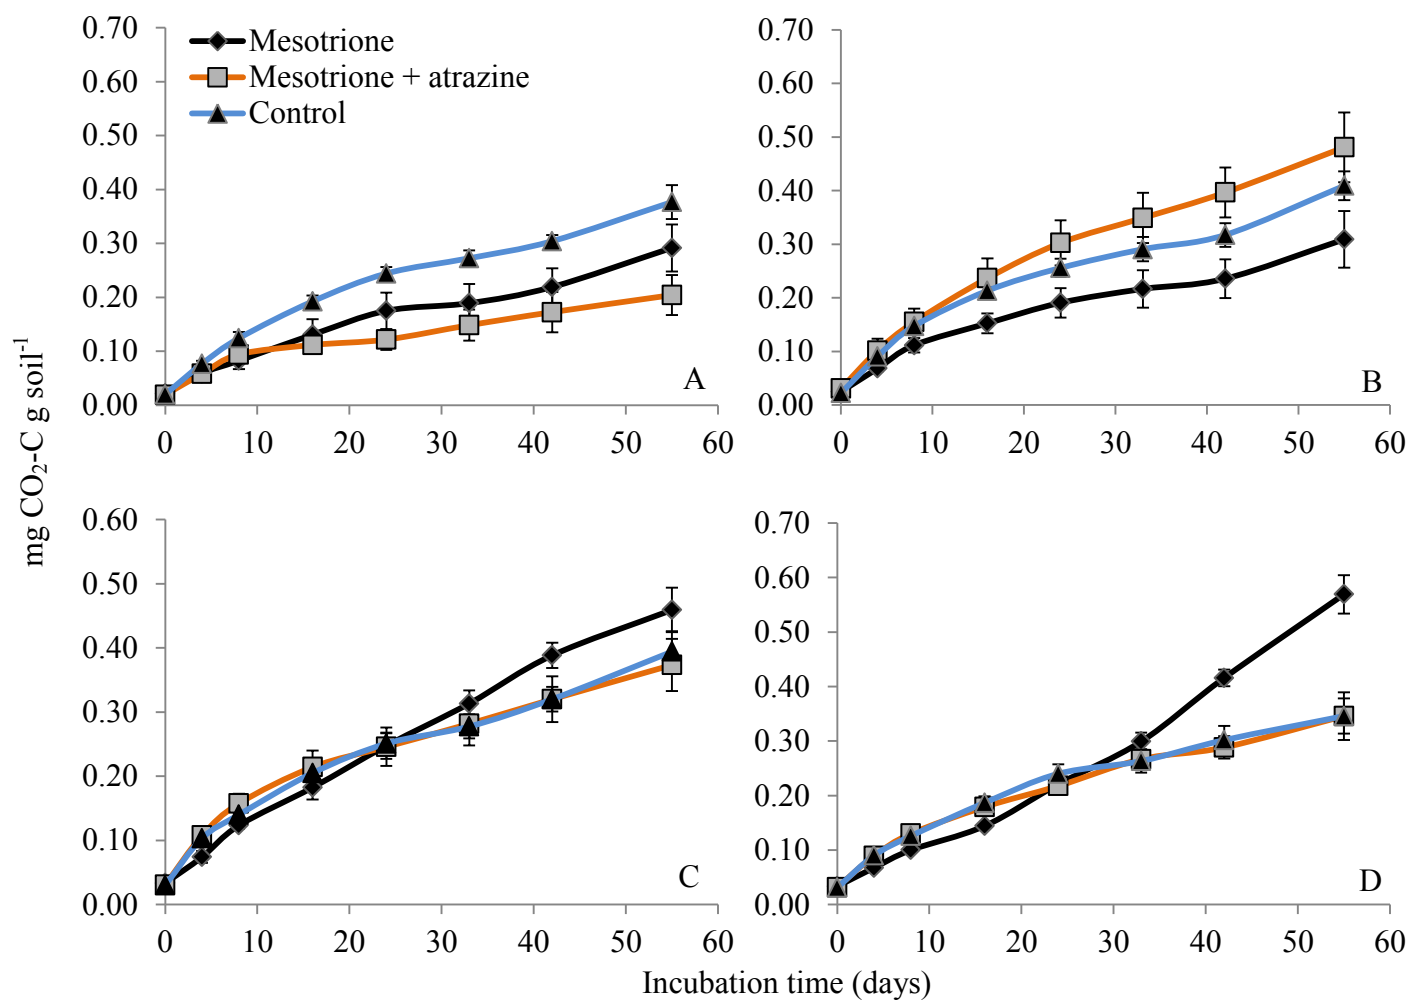 0.70
0.60
0.50
0.40
0.30
0.20
0.10
0.00
0 10 20 30 40 50 60
Mesotrione
Mesotrione + atrazine
Control
A
0.70
0.60
0.50
0.40
0.30
0.20
0.10
0.00
0 10 20 30 40 50 60
B
mg CO₂-C g soil⁻¹
0.60
0.50
0.40
0.30
0.20
0.10
0.00
0 10 20 30 40 50 60
C
0.70
0.60
0.50
0.40
0.30
0.20
0.10
0.00
0 10 20 30 40 50 60
D
Incubation time (days)